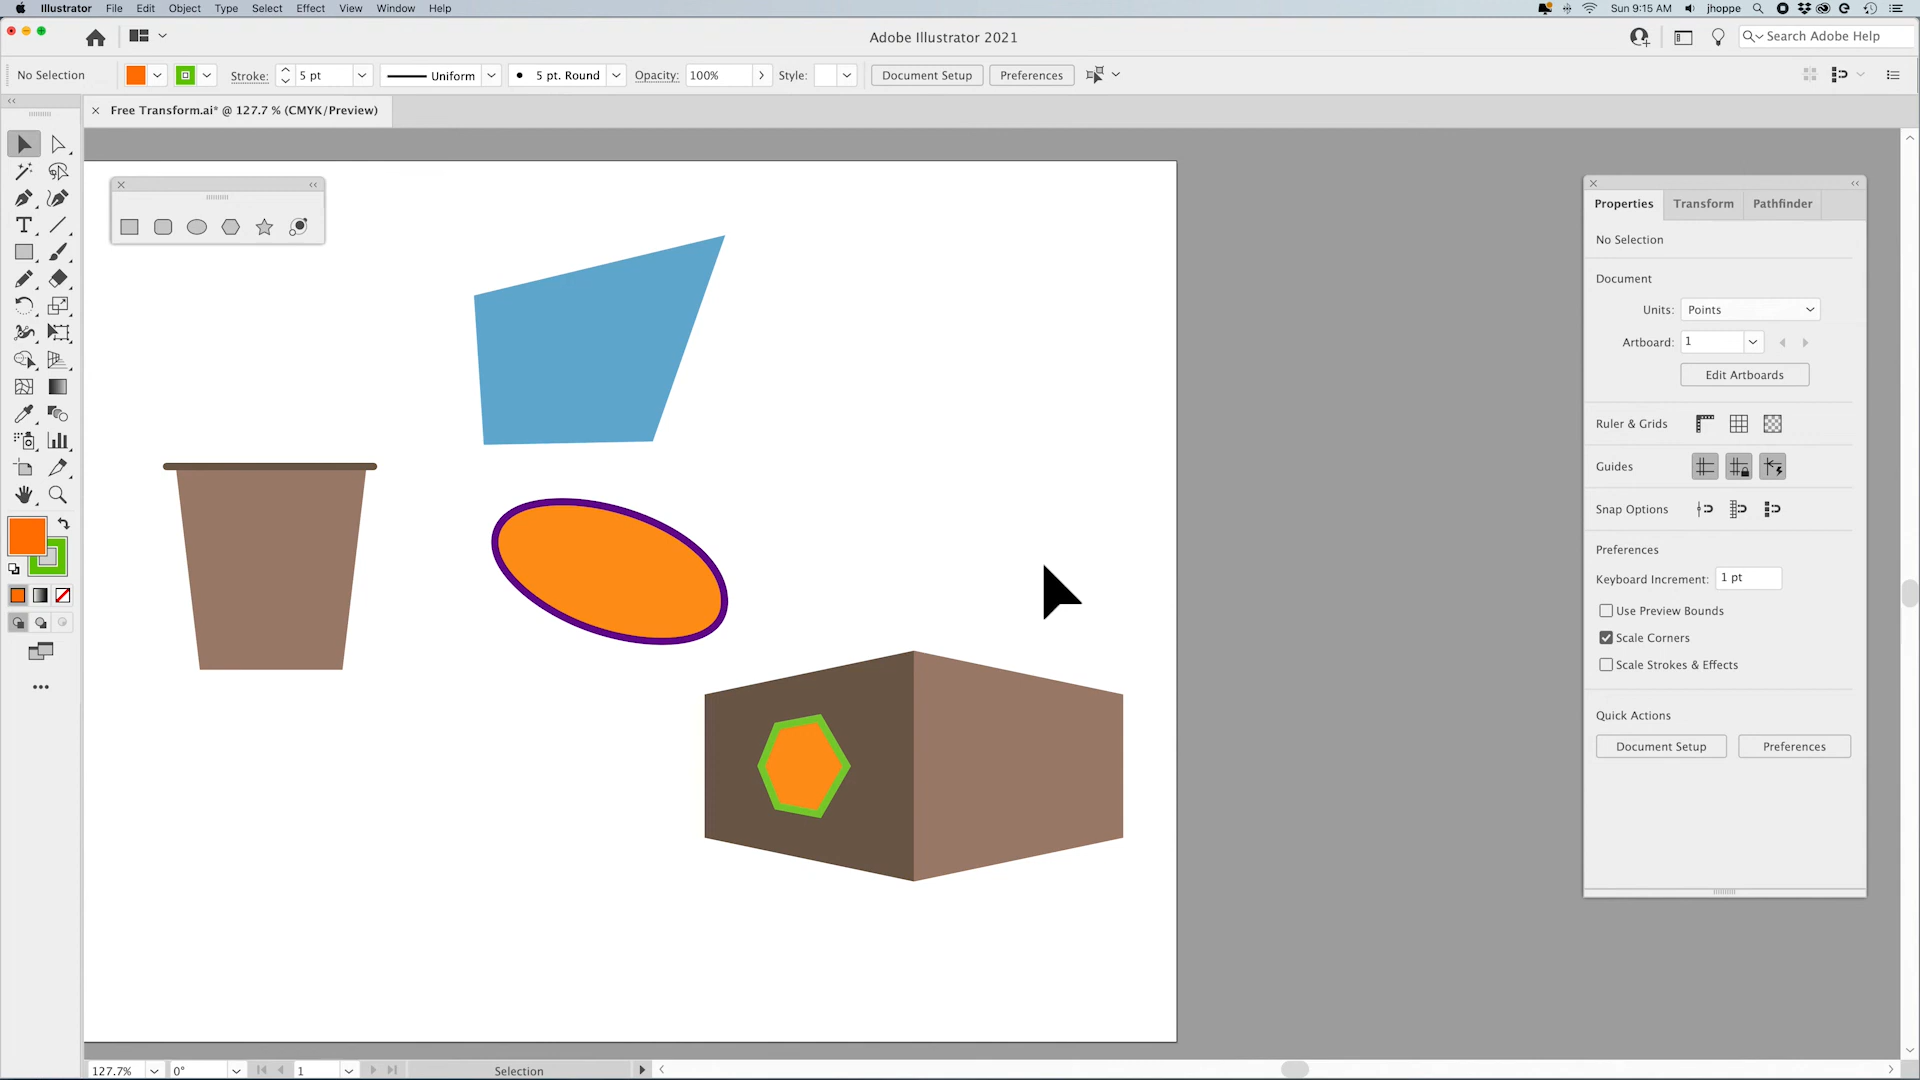 Illustrator File Edit Object Type Select Effect View Window Help Sun 9:15 AM jhoppe
Adobe Illustrator 2021 Search Adobe Help
No Selection Stroke: 5 pt Uniform 5 pt. Round Opacity: 100% Style: Document Setup Preferences
Free Transform.ai* @ 127.7 % (CMYK/Preview)
Properties Transform Pathfinder
No Selection
Document
Units: Points
Artboard: 1
Edit Artboards
Ruler & Grids
Guides
Snap Options
Preferences
Keyboard Increment: 1 pt
Use Preview Bounds
Scale Corners
Scale Strokes & Effects
Quick Actions
Document Setup Preferences
127.7% 0° 1 Selection